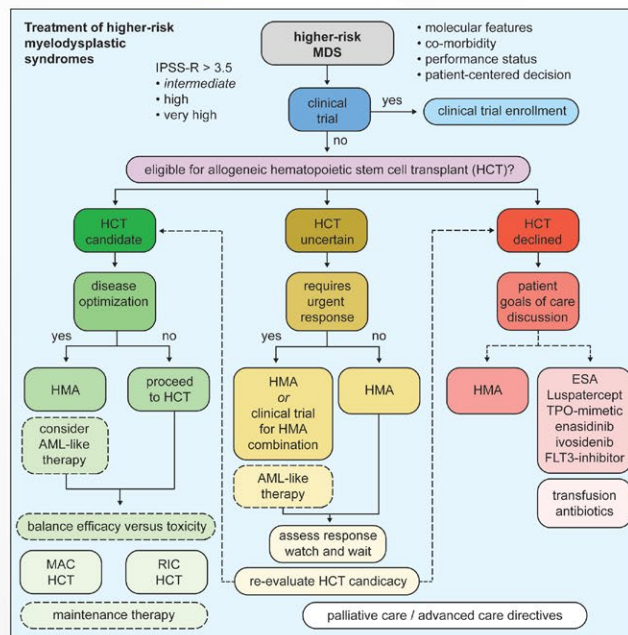 Treatment of higher-risk
myelodysplastic
syndromes
higher-risk
MDS
• molecular features
• co-morbidity
• performance status
• patient-centered decision
IPSS-R > 3.5
• intermediate
• high
• very high
clinical
trial
yes
clinical trial enrollment
no
eligible for allogeneic hematopoietic stem cell transplant (HCT)?
HCT
candidate
HCT
uncertain
HCT
declined
disease
optimization
requires
urgent
response
patient
goals of care
discussion
yes
no
yes
no
HMA
proceed
to HCT
HMA
or
clinical trial
for HMA
combination
HMA
HMA
ESA
Luspatercept
TPO-mimetic
enasidinib
ivosidenib
FLT3-inhibitor
consider
AML-like
therapy
AML-like
therapy
transfusion
antibiotics
balance efficacy versus toxicity
assess response
watch and wait
MAC
HCT
RIC
HCT
re-evaluate HCT candicacy
maintenance therapy
palliative care / advanced care directives